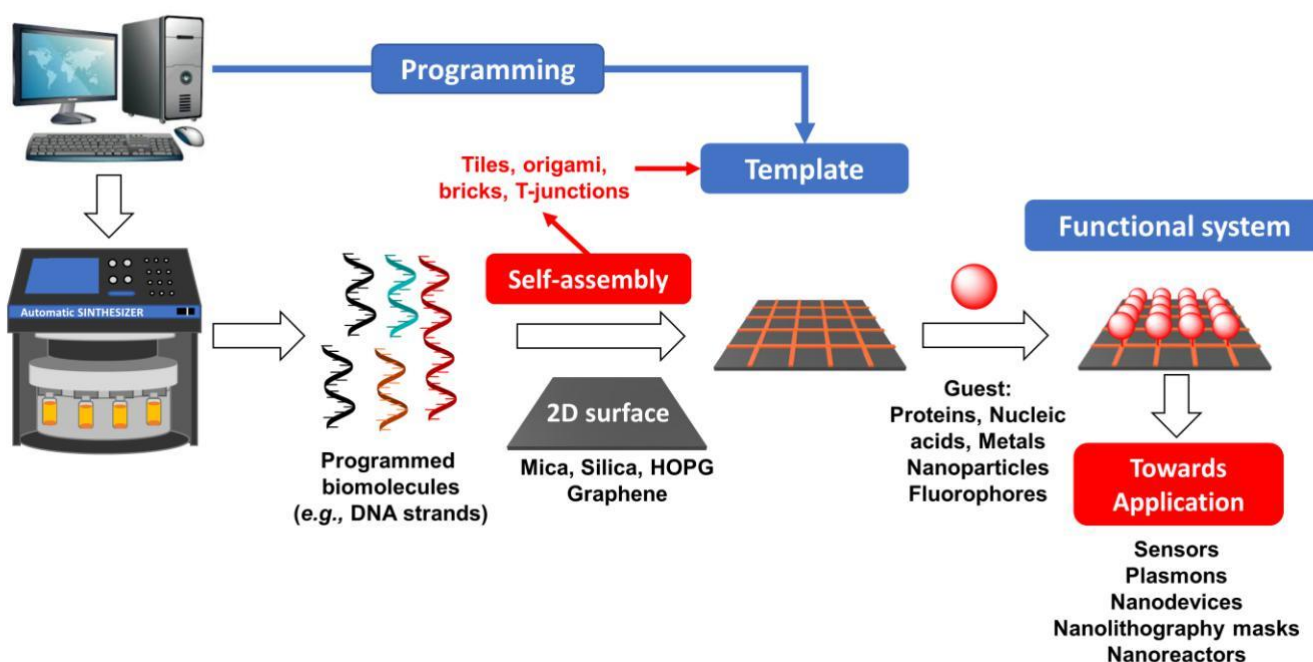 Programming
Tiles, origami,
bricks, T-junctions
Template
Functional system
Self-assembly
Automatic SINTHESIZER
2D surface
Programmed
biomolecules
(e.g., DNA strands)
Mica, Silica, HOPG
Graphene
Guest:
Proteins, Nucleic
acids, Metals
Nanoparticles
Fluorophores
Towards
Application
Sensors
Plasmons
Nanodevices
Nanolithography masks
Nanoreactors